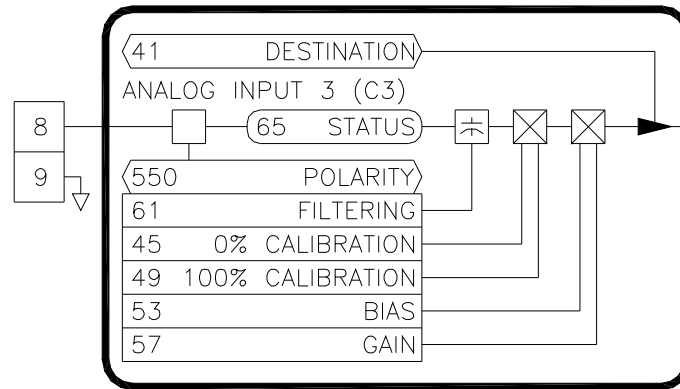 41 DESTINATION
ANALOG INPUT 3 (C3)
8
65 STATUS
9
550 POLARITY
61 FILTERING
45 0% CALIBRATION
49 100% CALIBRATION
53 BIAS
57 GAIN